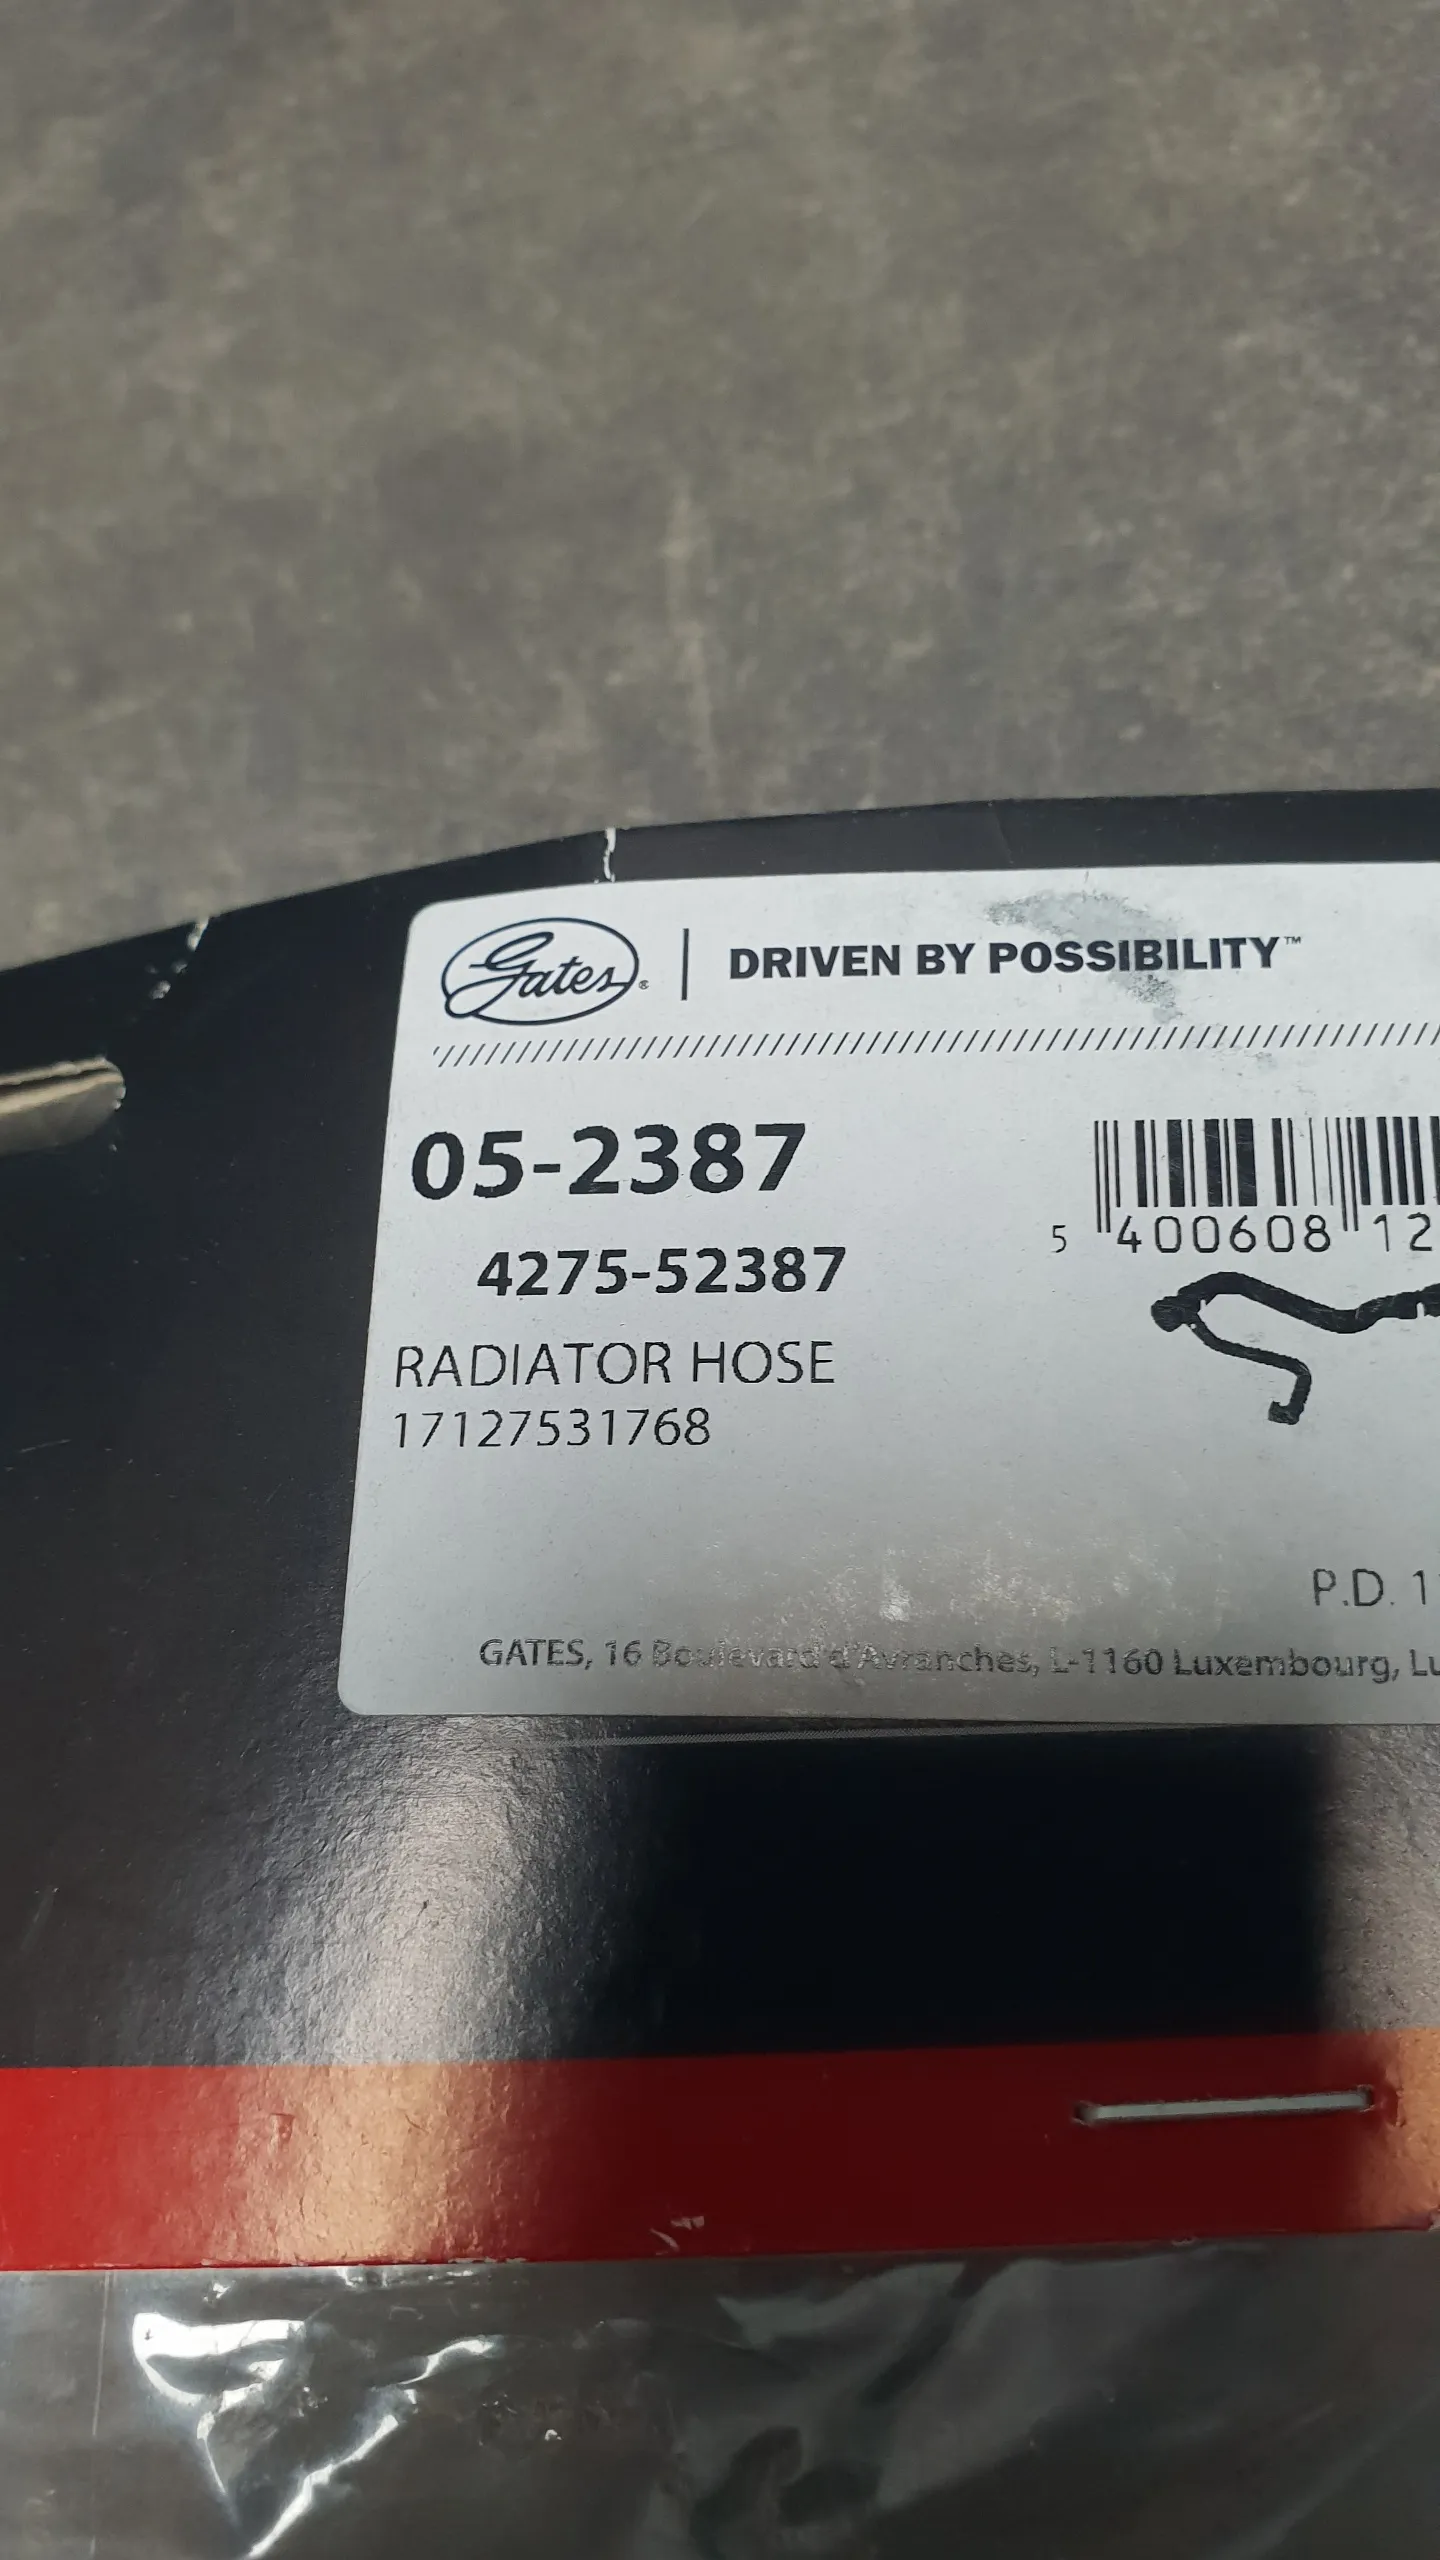 Gates® | DRIVEN BY POSSIBILITY™
05-2387
4275-52387
5 400608 12
RADIATOR HOSE
17127531768
P.D. 1
GATES, 16 Boulevard d'Avranches, L-1160 Luxembourg, Lu